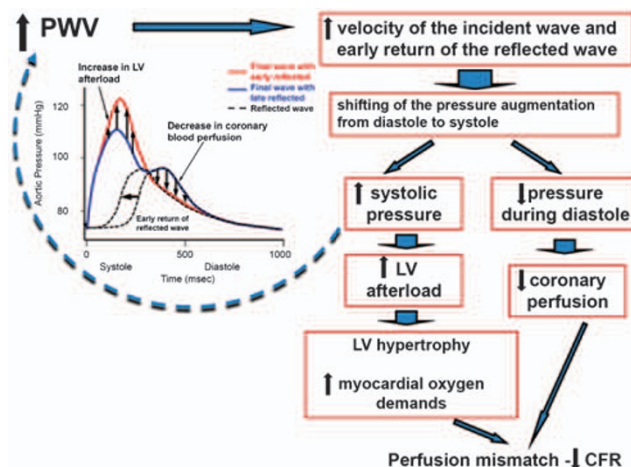 PWV
velocity of the incident wave and
early return of the reflected wave
Increase in LV
afterload
Final wave with
early-reflected
Final wave with
late-reflected
Reflected wave
Decrease in coronary
blood perfusion
Aortic Pressure (mmHg)
120
100
80
Early return of
reflected wave
0
500
1000
Systole
Diastole
Time (msec)
shifting of the pressure augmentation
from diastole to systole
systolic
pressure
pressure
during diastole
LV
afterload
coronary
perfusion
LV hypertrophy
myocardial oxygen
demands
Perfusion mismatch - CFR